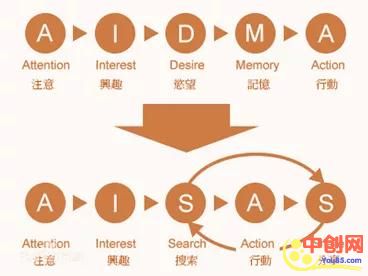 A I D M A
Attention Interest Desire Memory Action
注意 興趣 慾望 記憶 行動
A I S A S
Attention Interest Search Action
注意 興趣 搜索 行動
中创网
You85.com